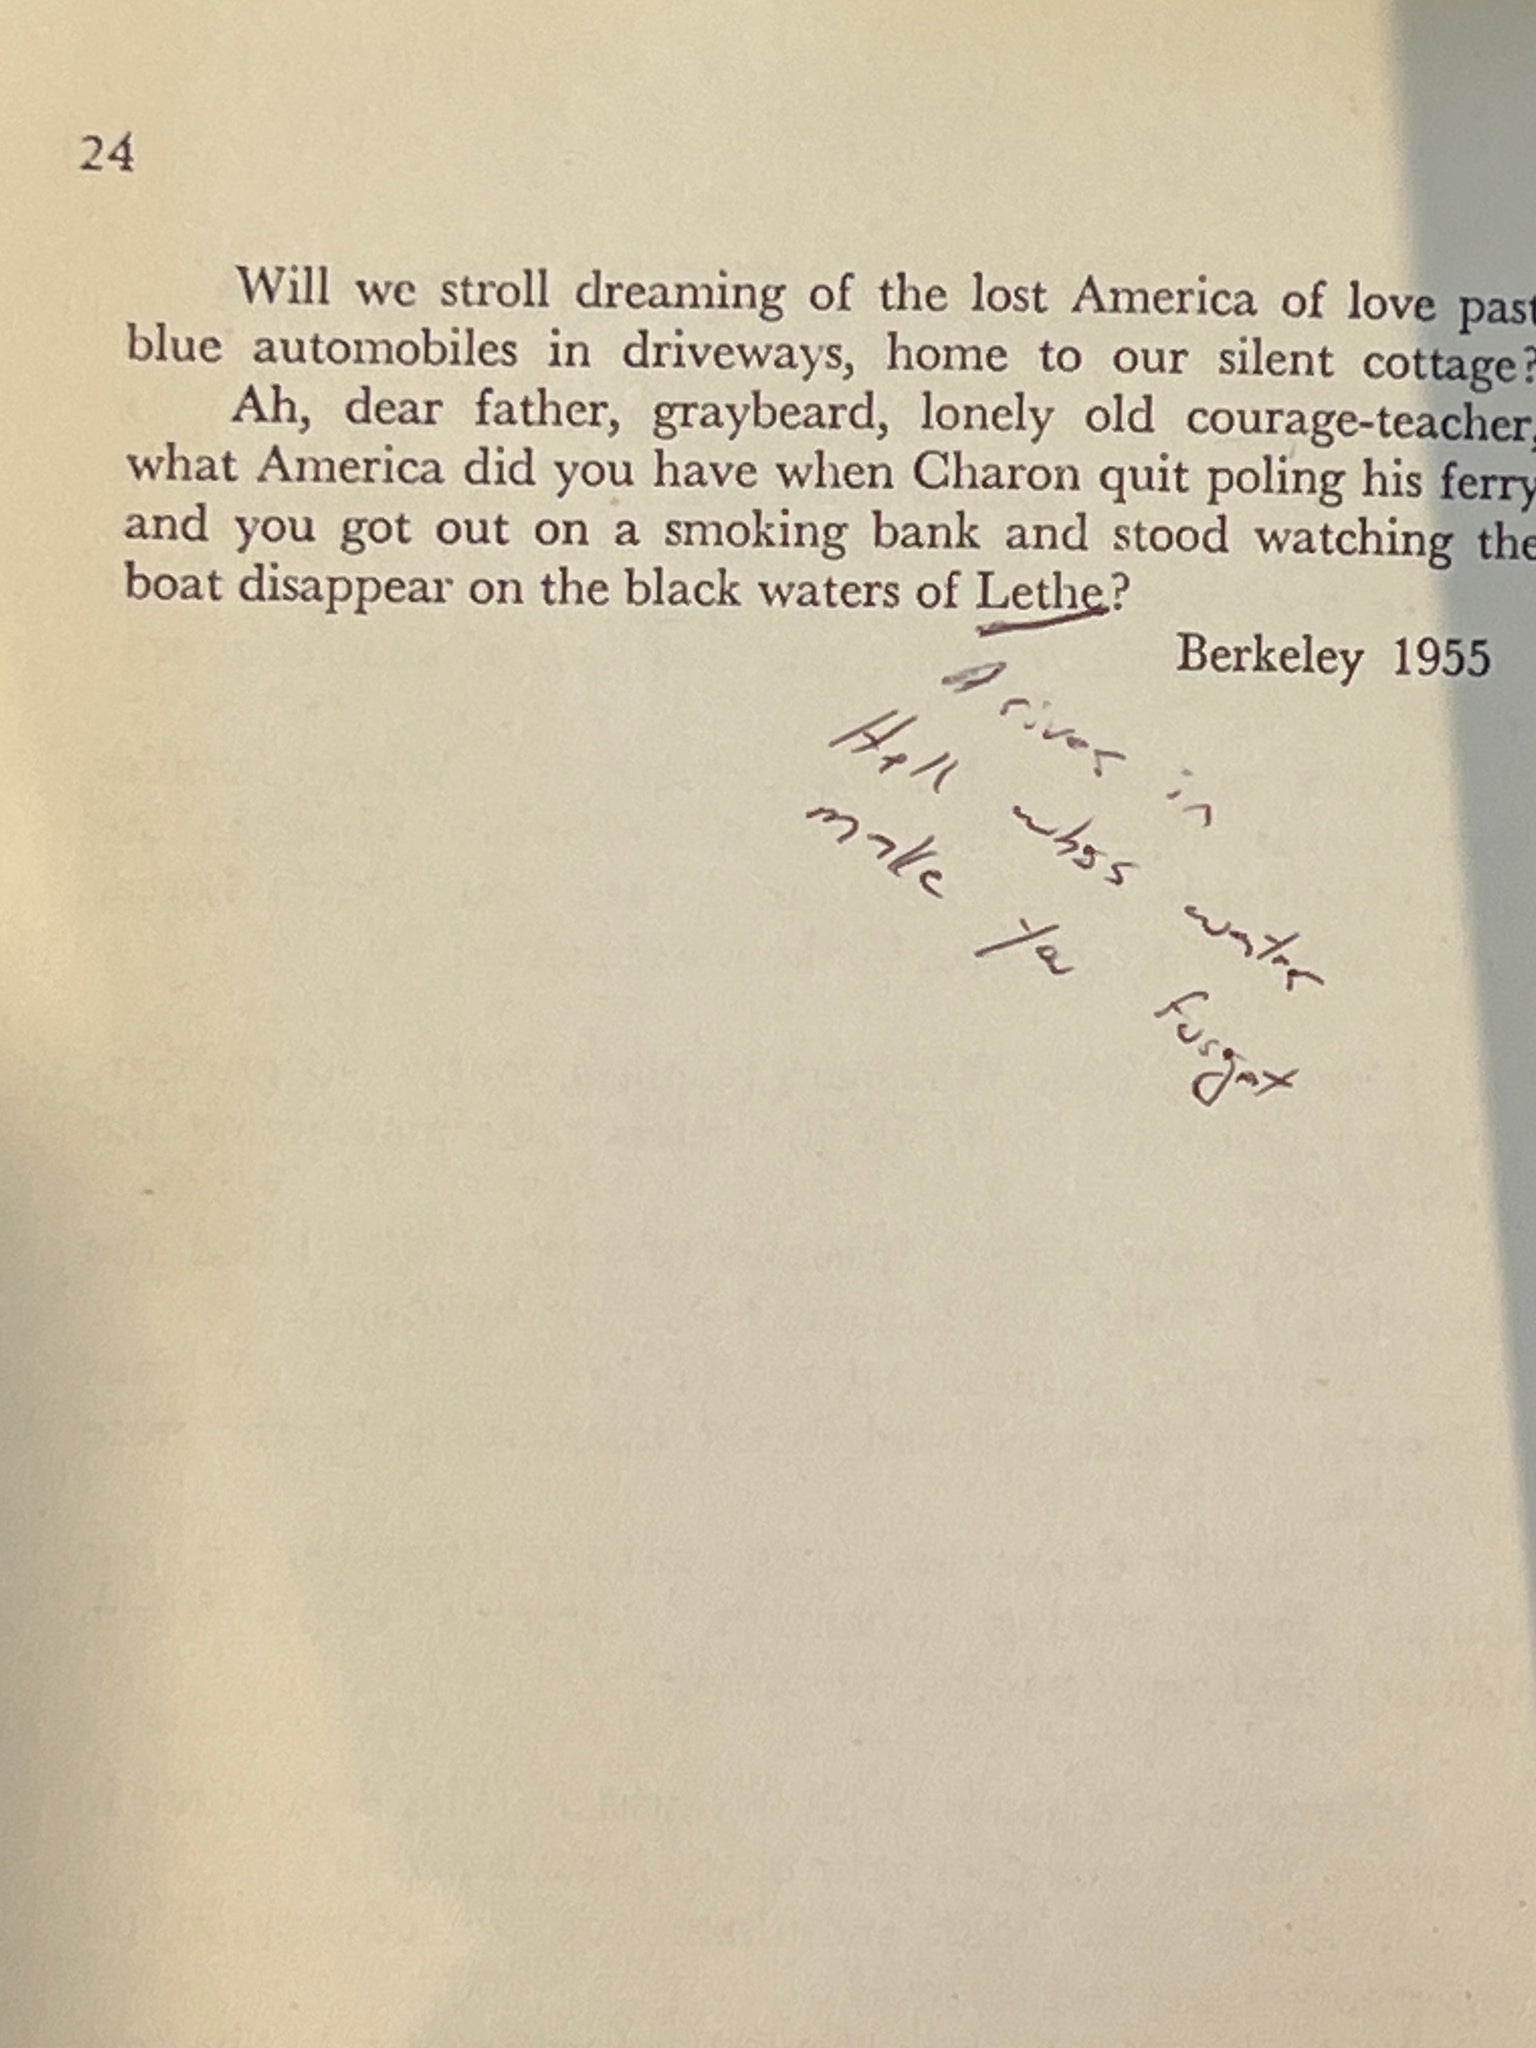 24
Will we stroll dreaming of the lost America of love past
blue automobiles in driveways, home to our silent cottage?
Ah, dear father, graybeard, lonely old courage-teacher,
what America did you have when Charon quit poling his ferry
and you got out on a smoking bank and stood watching the
boat disappear on the black waters of Lethe?
Berkeley 1955
A river in
Hell whos water
make ya forget